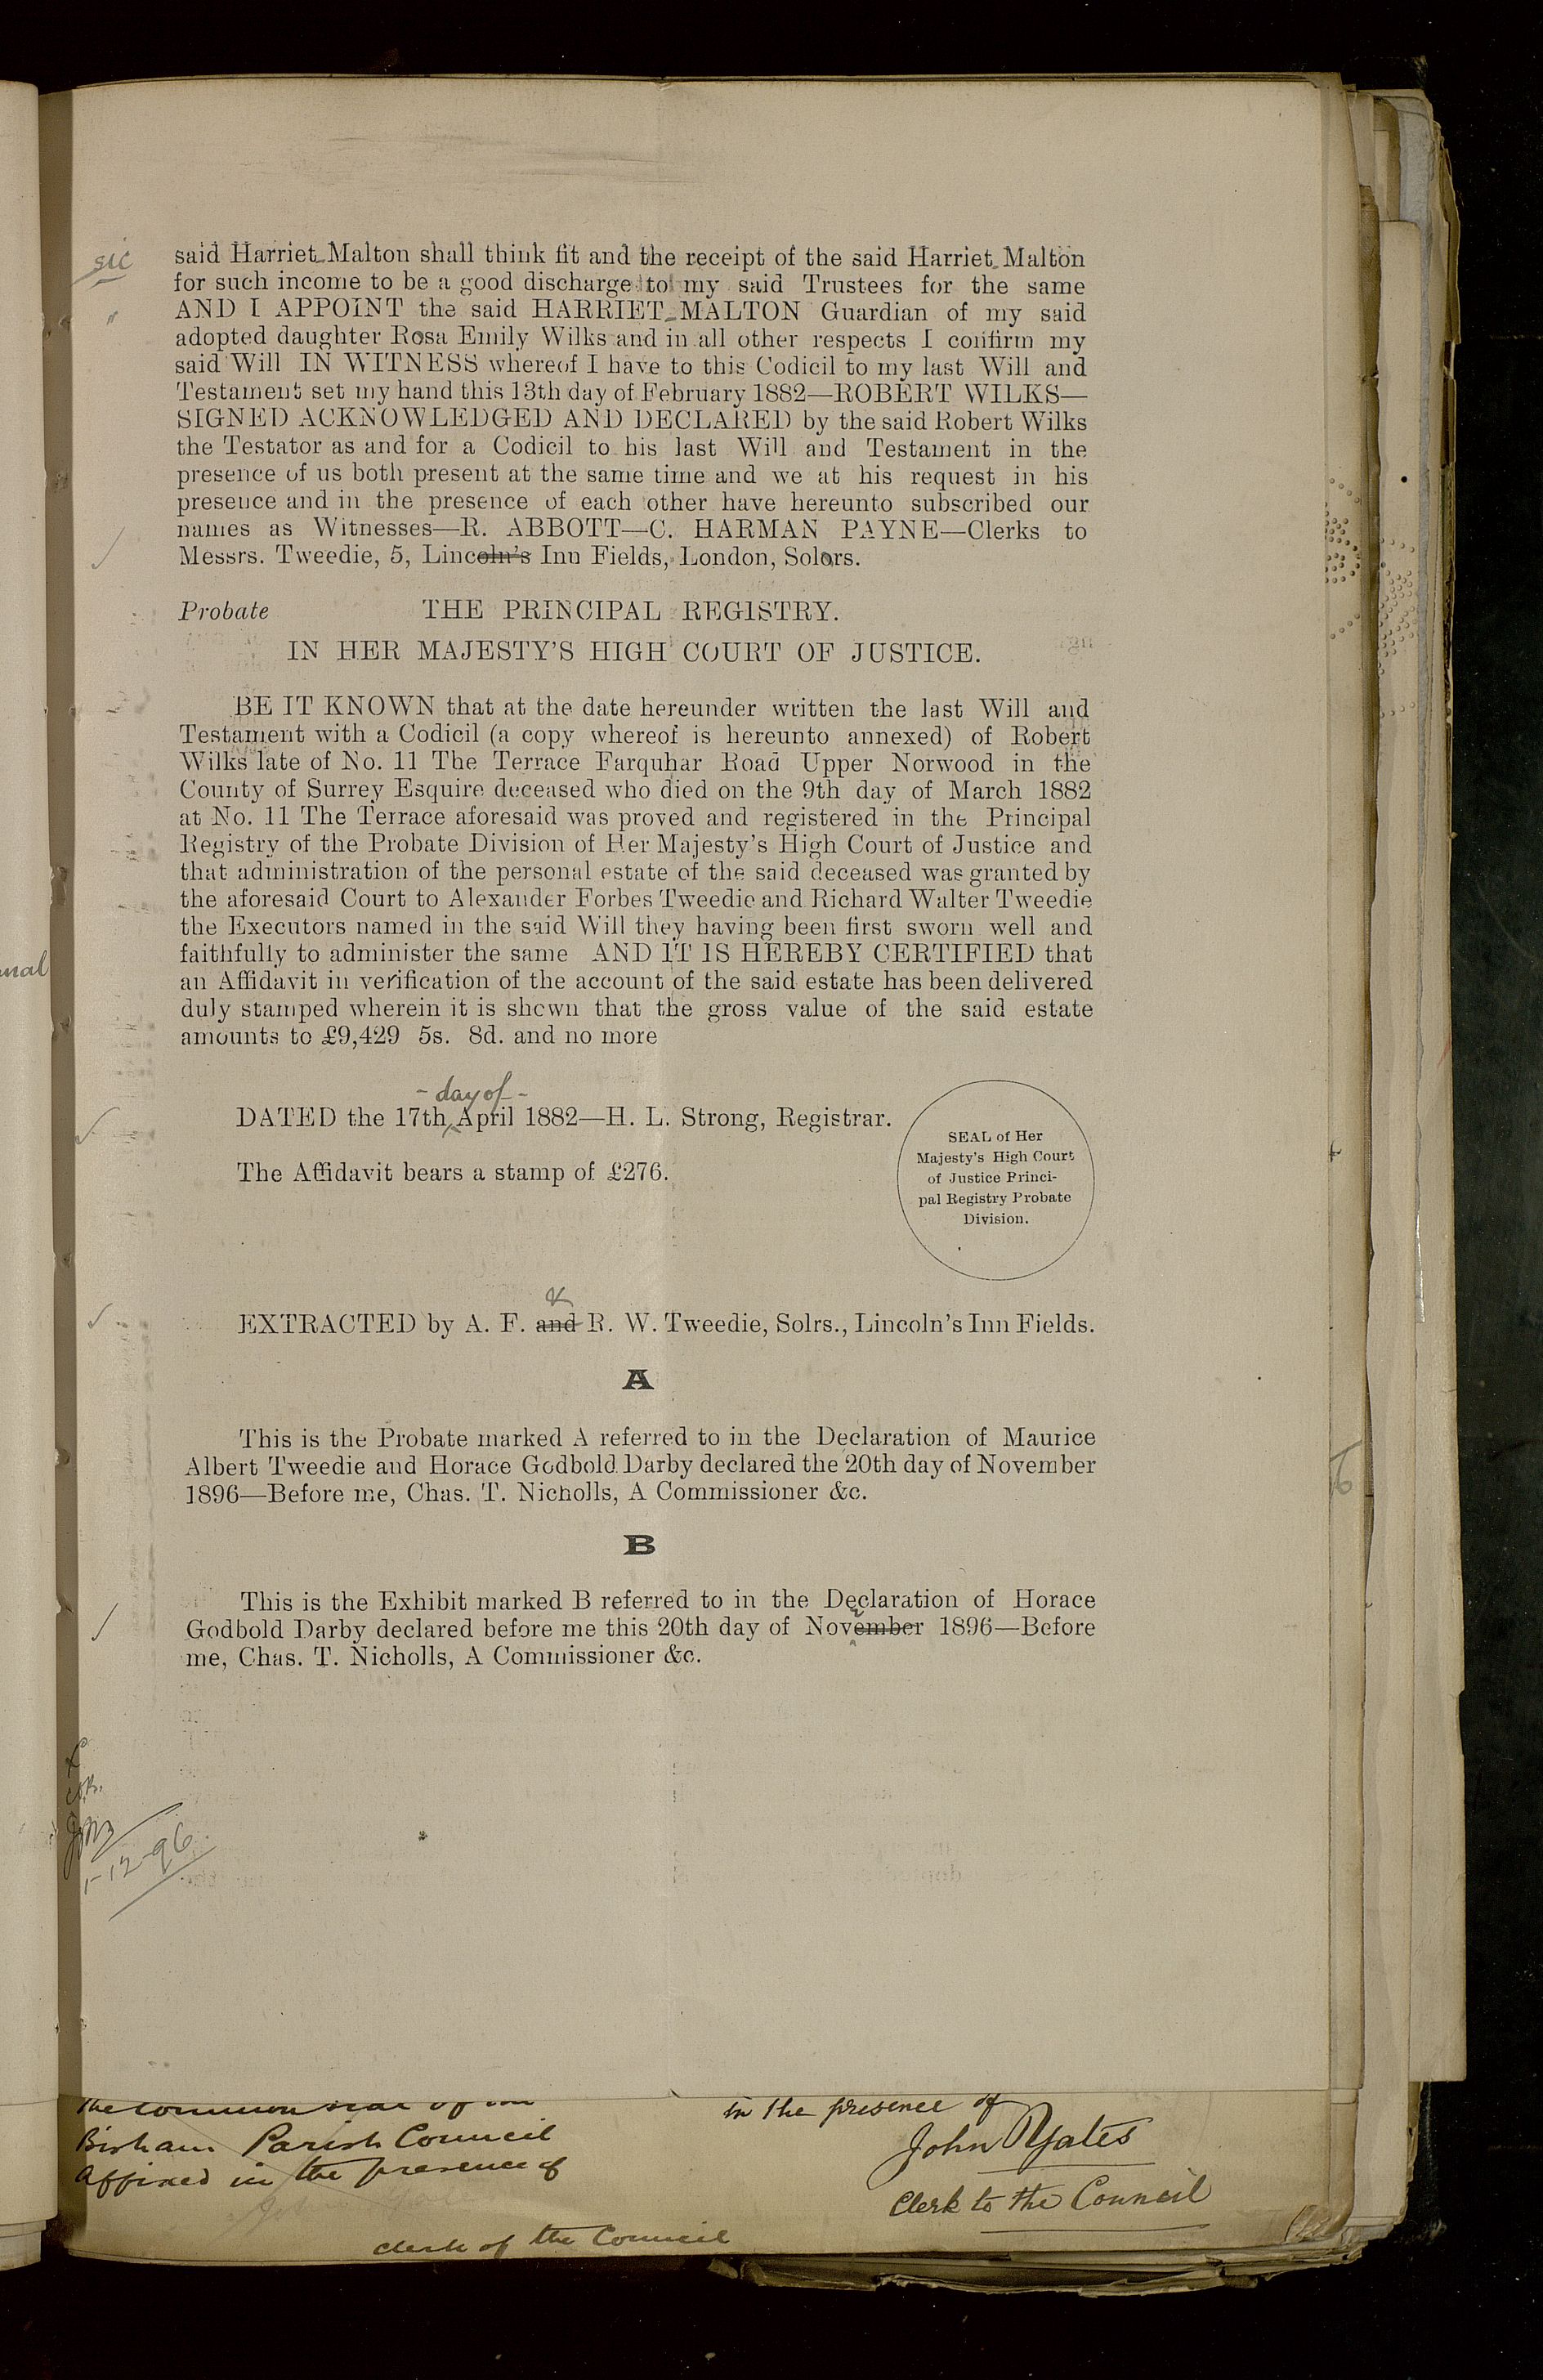 sic
said Harriet Malton shall think fit and the receipt of the said Harriet Malton
for such income to be a good discharge to my said Trustees for the same
"
AND I APPOINT the said HARRIET MALTON Guardian of my said
adopted daughter Rosa Emily Wilks and in all other respects I confirm my
said Will IN WITNESS whereof I have to this Codicil to my last Will and
Testament set my hand this 13th day of February 1882—ROBERT WILKS—
SIGNED ACKNOWLEDGED AND DECLARED by the said Robert Wilks
the Testator as and for a Codicil to his last Will and Testament in the
presence of us both present at the same time and we at his request in his
presence and in the presence of each other have hereunto subscribed our
names as Witnesses—R. ABBOTT—C. HARMAN PAYNE—Clerks to
Messrs. Tweedie, 5, Lincoln's Inn Fields, London, Solors.
Probate THE PRINCIPAL REGISTRY.
IN HER MAJESTY'S HIGH COURT OF JUSTICE.
BE IT KNOWN that at the date hereunder written the last Will and
Testament with a Codicil (a copy whereof is hereunto annexed) of Robert
Wilks late of No. 11 The Terrace Farquhar Road Upper Norwood in the
County of Surrey Esquire deceased who died on the 9th day of March 1882
at No. 11 The Terrace aforesaid was proved and registered in the Principal
Registry of the Probate Division of Her Majesty's High Court of Justice and
that administration of the personal estate of the said deceased was granted by
the aforesaid Court to Alexander Forbes Tweedie and Richard Walter Tweedie
the Executors named in the said Will they having been first sworn well and
faithfully to administer the same AND IT IS HEREBY CERTIFIED that
an Affidavit in verification of the account of the said estate has been delivered
duly stamped wherein it is shewn that the gross value of the said estate
amounts to £9,429 5s. 8d. and no more
- day of -
DATED the 17th April 1882—H. L. Strong, Registrar.
The Affidavit bears a stamp of £276.
SEAL of Her
Majesty's High Court
of Justice Princi-
pal Registry Probate
Division.
&
EXTRACTED by A. F. and R. W. Tweedie, Solrs., Lincoln's Inn Fields.
A
This is the Probate marked A referred to in the Declaration of Maurice
Albert Tweedie and Horace Godbold Darby declared the 20th day of November
1896—Before me, Chas. T. Nicholls, A Commissioner &c.
B
This is the Exhibit marked B referred to in the Declaration of Horace
Godbold Darby declared before me this 20th day of November 1896—Before
me, Chas. T. Nicholls, A Commissioner &c.
1-12-96
The common seal of the
Bisham Parish Council
affixed in the presence of
clerk of the Council
in the presence of
John Yates
Clerk to the Council